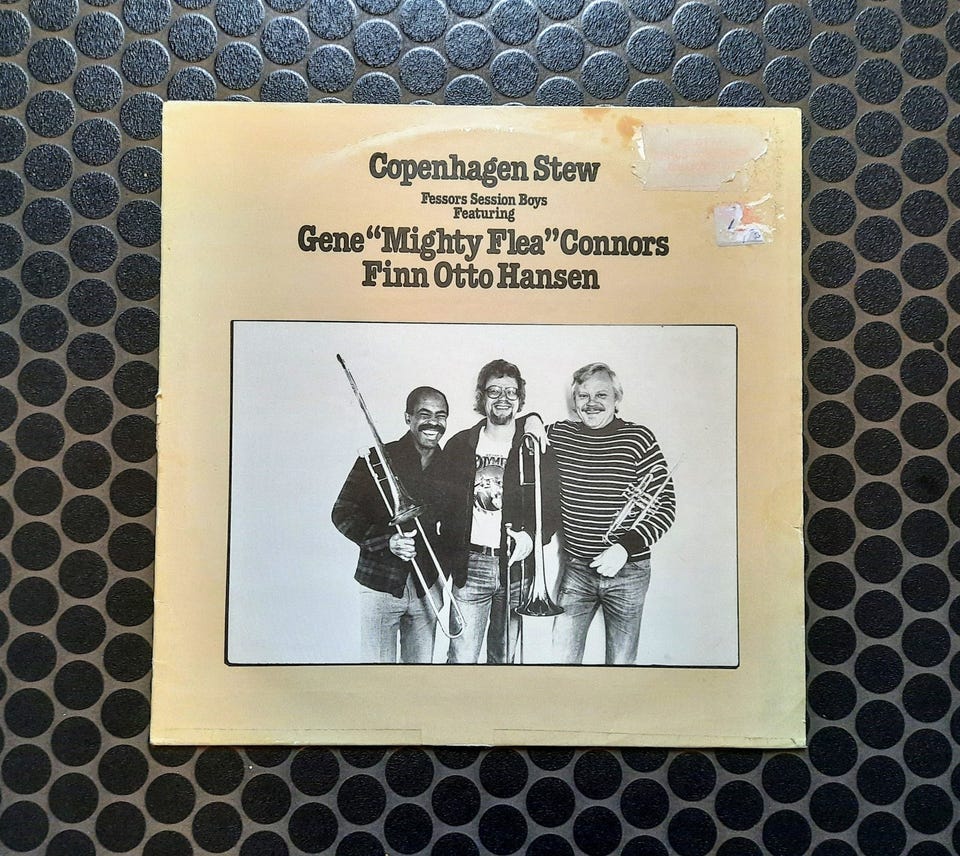 Copenhagen Stew
Fessors Session Boys
Featuring
Gene “Mighty Flea” Connors
Finn Otto Hansen